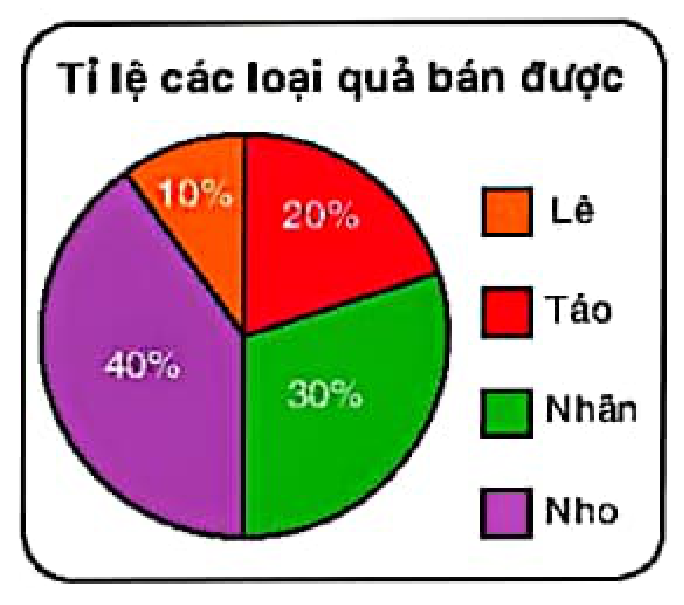 Tỉ lệ các loại quả bán được
10%
20%
40%
30%
Lê
Táo
Nhãn
Nho